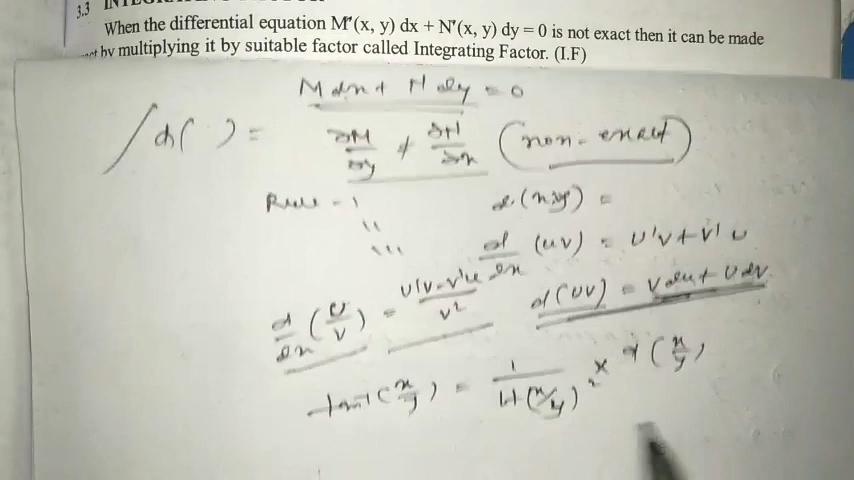 3.3
When the differential equation M'(x, y) dx + N'(x, y) dy = 0 is not exact then it can be made
by multiplying it by suitable factor called Integrating Factor. (I.F)
M dx + N dy = 0
∫ d( ) = ∂M/∂y ≠ ∂N/∂x (non-exact)
Rule - 1 d(xy) =
" d/dx (uv) = u'v + v'u
"'
d/dx (u/v) = u'v - v'u / v² d(uv) = v du + u dv
tan⁻¹(x/y) = 1/1+(x/y)² × d(x/y)